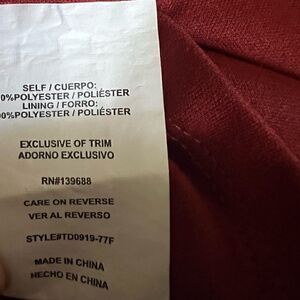 SELF / CUERPO:
0%POLYESTER / POLIÉSTER
LINING / FORRO:
00%POLYESTER / POLIÉSTER
EXCLUSIVE OF TRIM
ADORNO EXCLUSIVO
RN#139688
CARE ON REVERSE
VER AL REVERSO
STYLE#TD0919-77F
MADE IN CHINA
HECHO EN CHINA